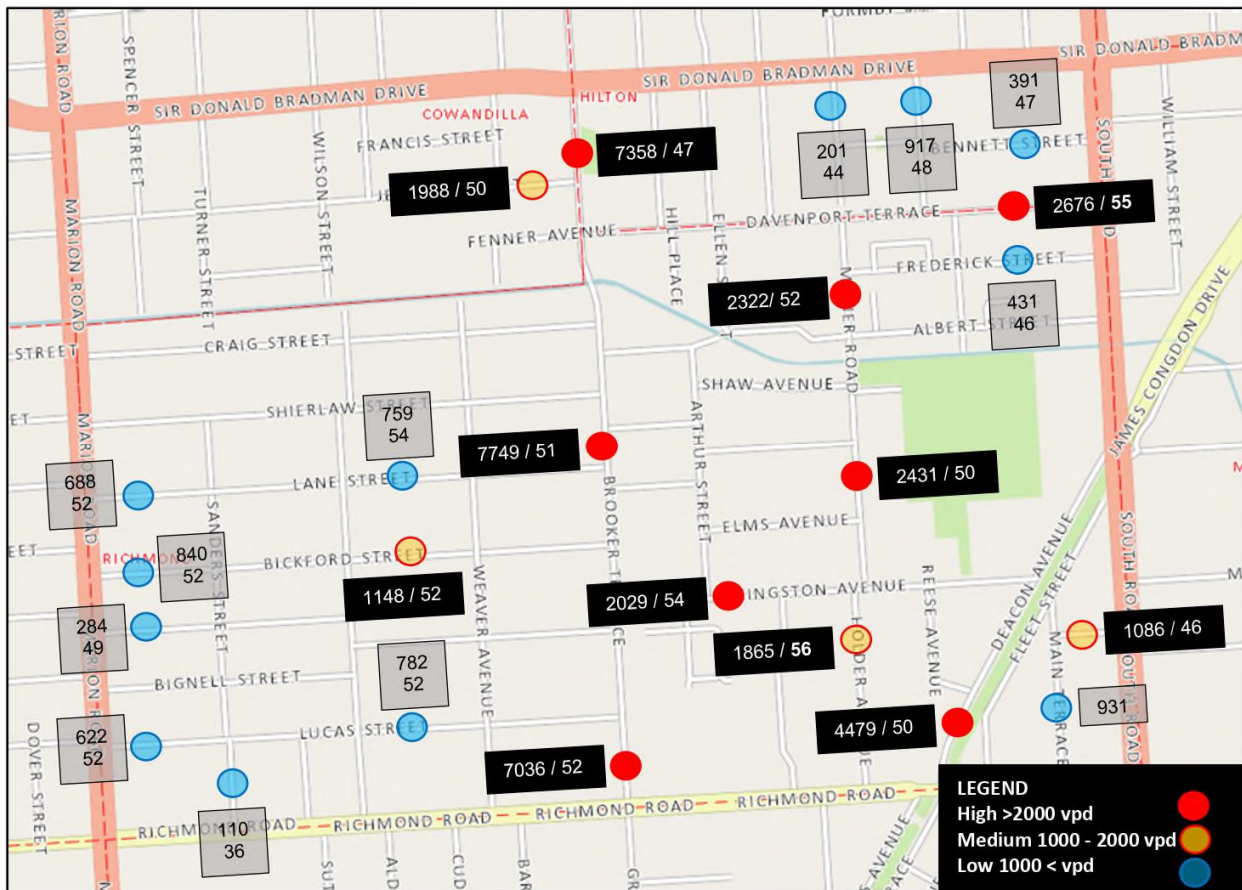 MARION ROAD
SPENCER STREET
FORMBY
SIR DONALD BRADMAN DRIVE
SIR DONALD BRADMAN DRIVE
SIR DONALD BRAD
COWANDILLA
HILTON
391
47
FRANCIS STREET
7358 / 47
201
44
917
48
BENNETT STREET
WILLIAM STREET
1988 / 50
TURNER STREET
WILSON STREET
MARION ROAD
FENNER AVENUE
HILL PLACE
ELLEN S
DAVENPORT TERRACE
2676 / 55
SOUTH
FREDERICK STREET
2322/ 52
431
46
ALBERT STREET
STREET
CRAIG STREET
JAMES CONGDON DRIVE
SHAW AVENUE
SHIERLAW STREET
759
54
7749 / 51
ARTHUR STREET
688
52
LANE STREET
2431 / 50
BROOKER
SANDERS STREET
ELMS AVENUE
RICHMOND
840
52
BICKFORD STREET
1148 / 52
WEAVER AVENUE
2029 / 54
INGSTON AVENUE
REESE AVENUE
DEACON AVENUE
FLEET STREET
SOUTH ROAD
284
49
1865 / 56
HOLDER
MAIN TERRACE
1086 / 46
BIGNELL STREET
782
52
931
LUCAS STREET
4479 / 50
622
52
DOVER STREET
7036 / 52
RICHMOND ROAD
RICHMOND ROAD
RICHMOND ROAD
RICHMOND ROAD
110
36
LEGEND
High >2000 vpd
Medium 1000 - 2000 vpd
Low 1000 < vpd